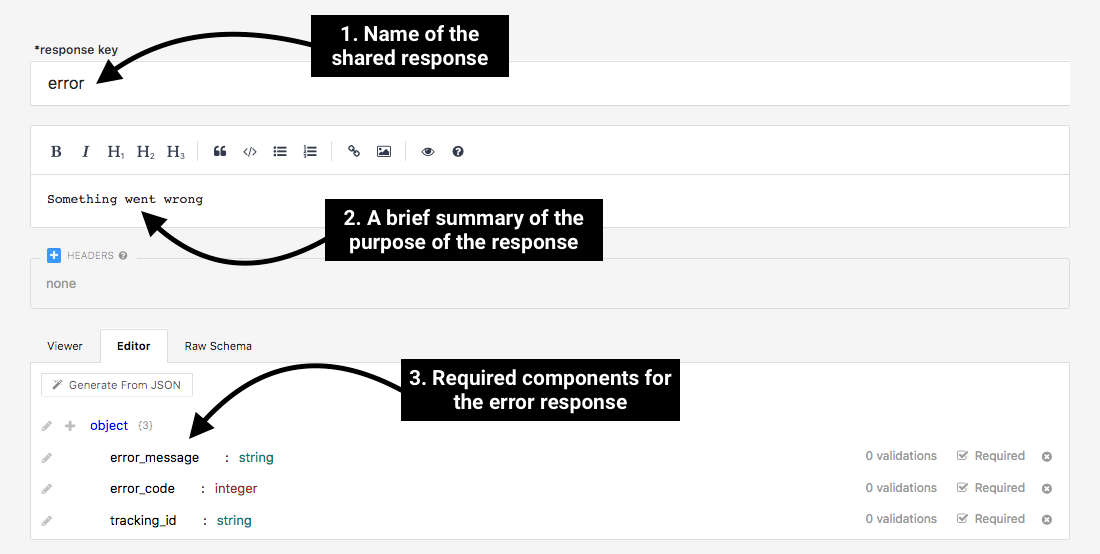 1. Name of the
shared response
*response key
error
B I H1 H2 H3
Something went wrong
2. A brief summary of the
purpose of the response
HEADERS
none
Viewer Editor Raw Schema
3. Required components for
the error response
Generate From JSON
object {3}
error_message : string 0 validations Required
error_code : integer 0 validations Required
tracking_id : string 0 validations Required